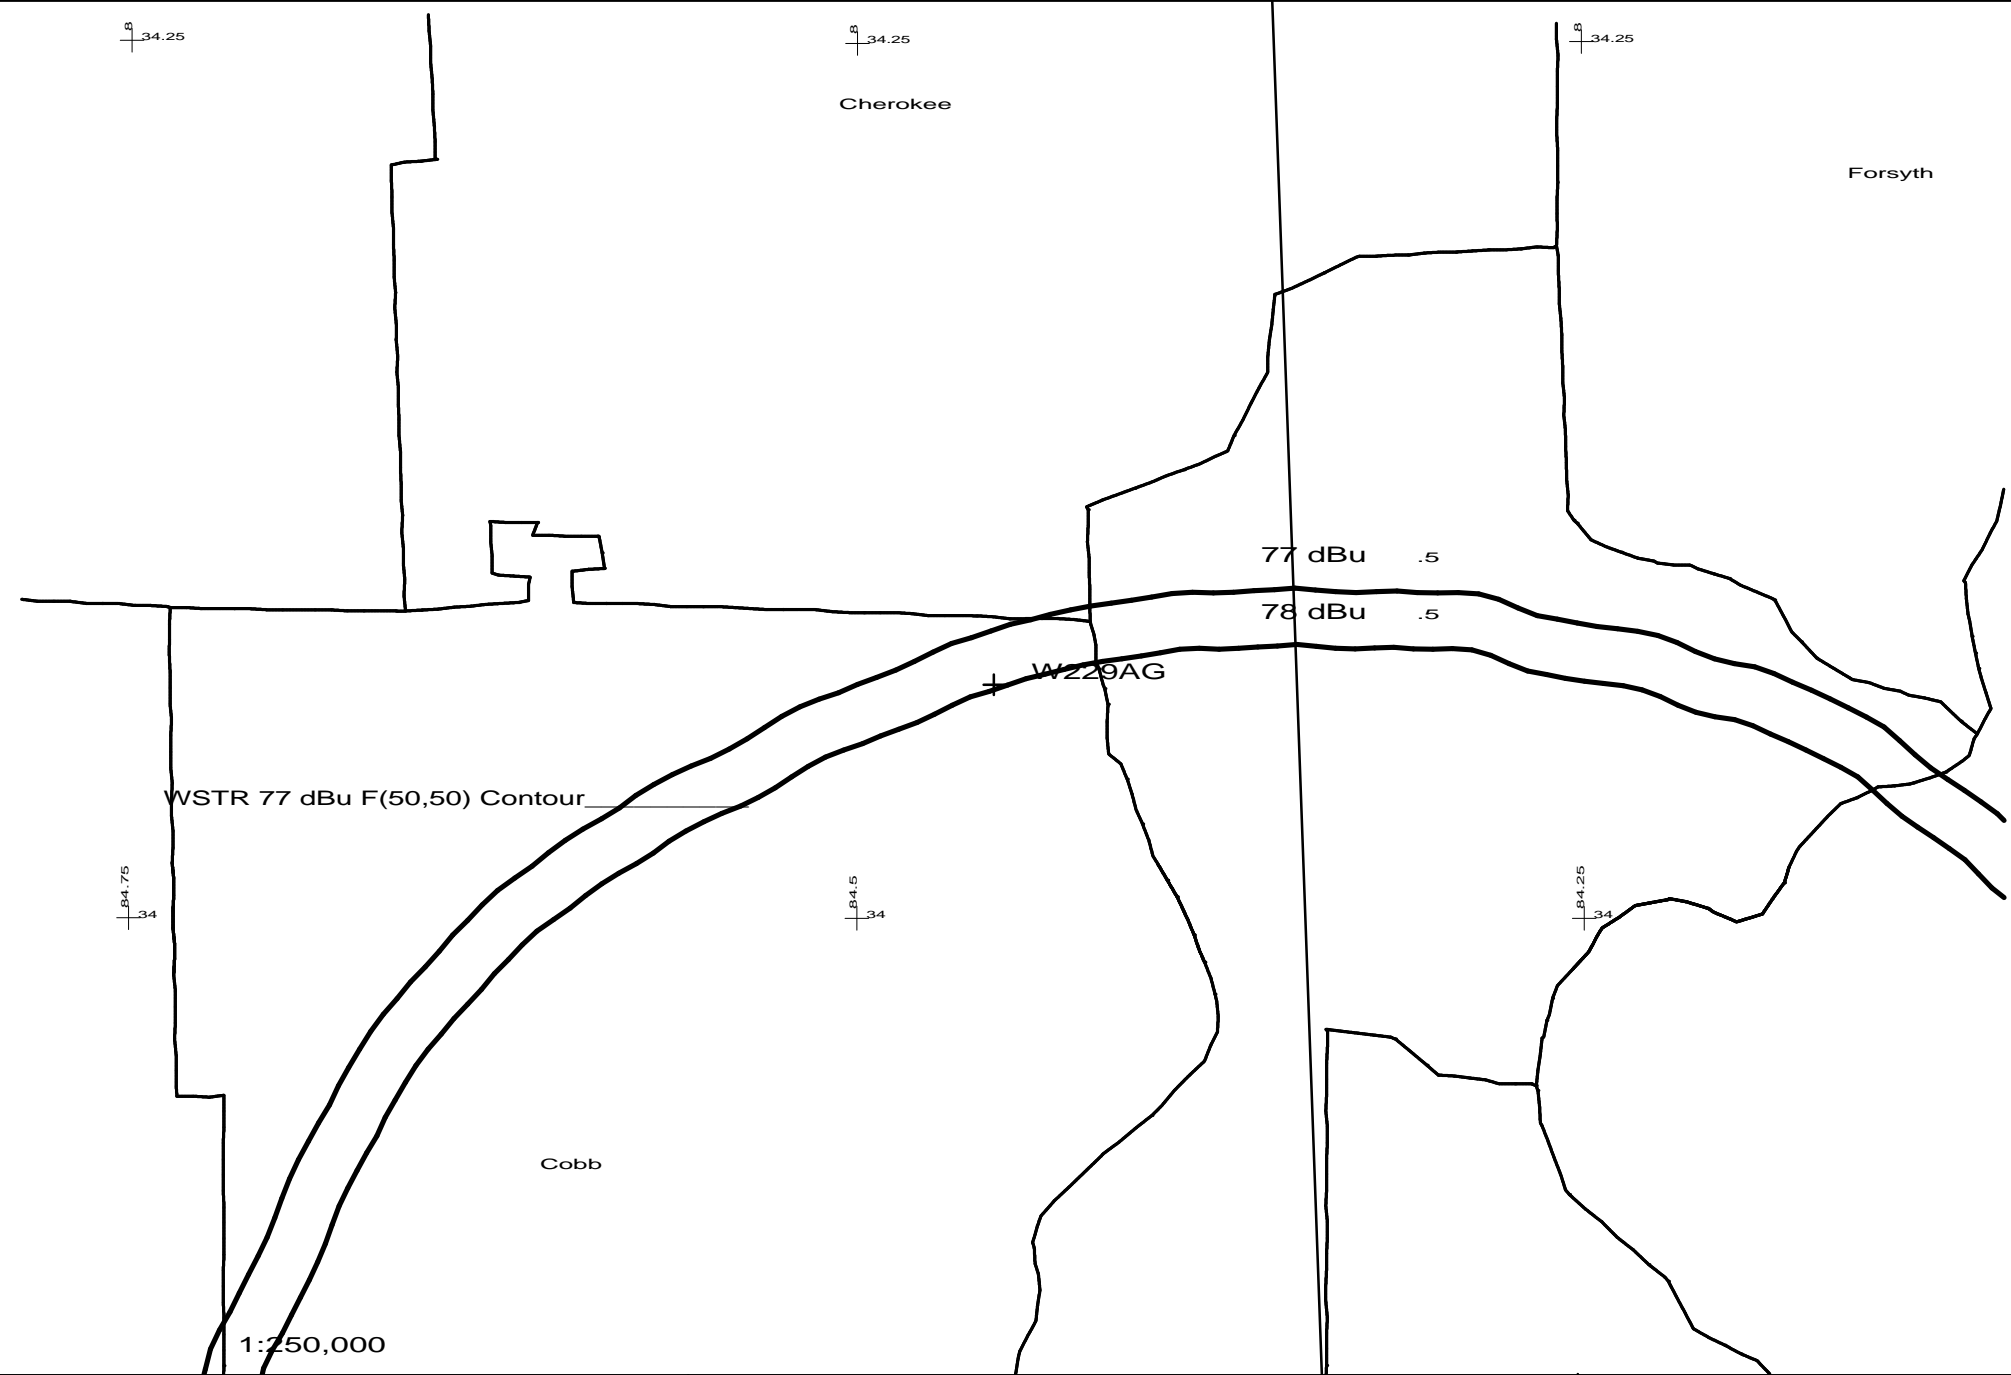 8 34.25
8 34.25
8 34.25
Cherokee
Forsyth
77 dBu .5
78 dBu .5
W229AG
WSTR 77 dBu F(50,50) Contour____________
84.75 34
84.5 34
84.25 34
Cobb
1:250,000